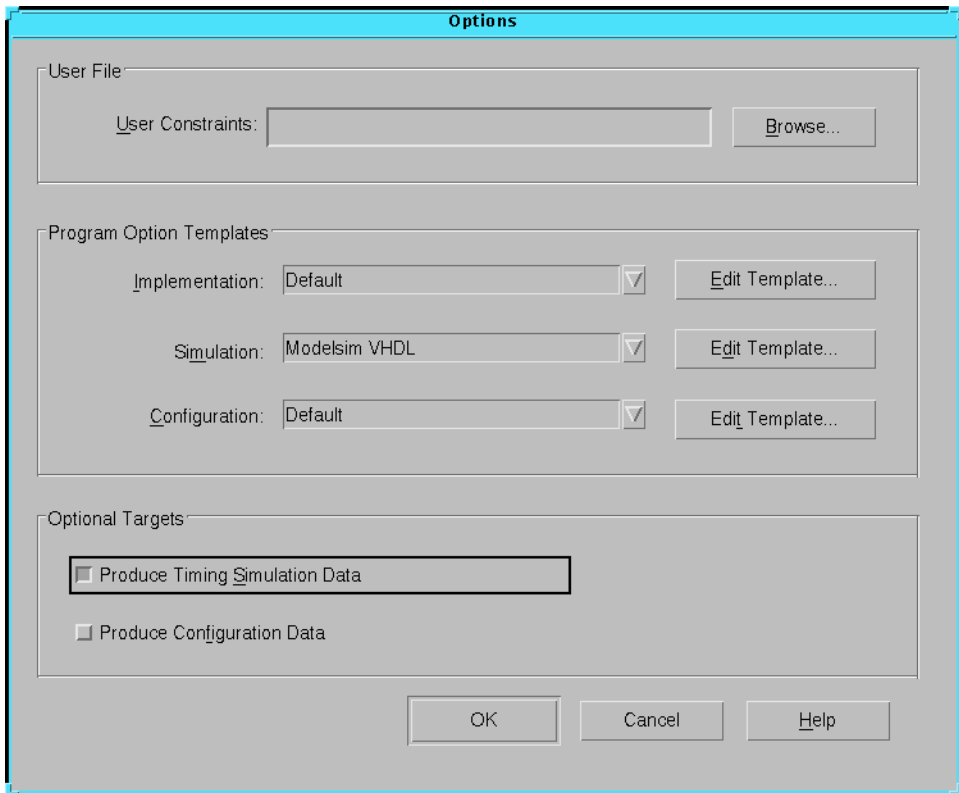 Options
User File
User Constraints:
Browse...
Program Option Templates
Implementation: Default Edit Template...
Simulation: Modelsim VHDL Edit Template...
Configuration: Default Edit Template...
Optional Targets
Produce Timing Simulation Data
Produce Configuration Data
OK Cancel Help